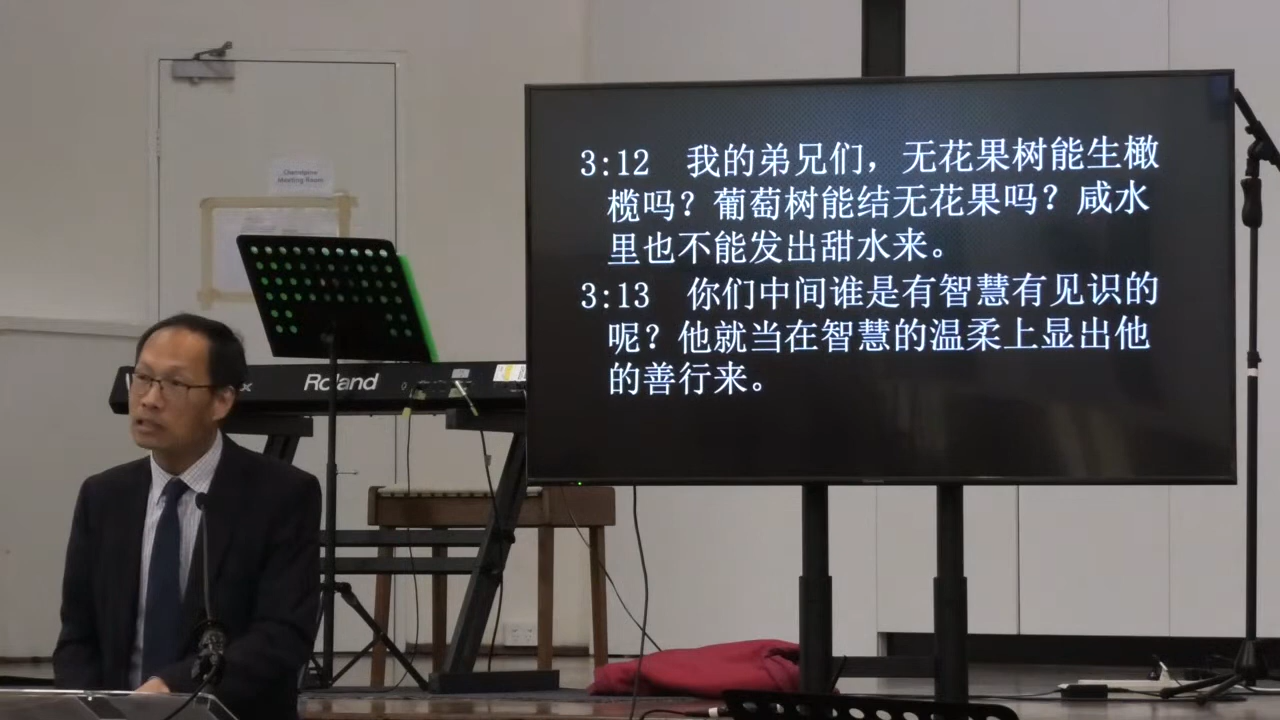 Glenalpine
Meeting Room
Roland
3:12 我的弟兄们，无花果树能生橄
榄吗？葡萄树能结无花果吗？咸水
里也不能发出甜水来。
3:13 你们中间谁是有智慧有见识的
呢？他就当在智慧的温柔上显出他
的善行来。